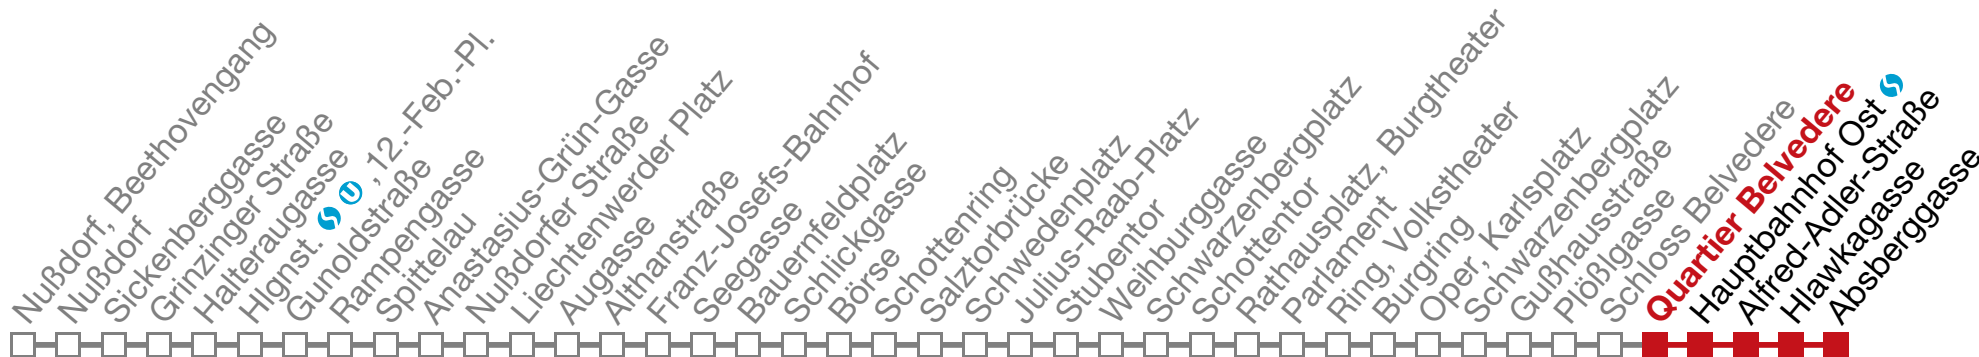 Nußdorf, Beethovengang
Nußdorf
Sickenberggasse
Grinzinger Straße
Halteraugasse
Hlgnst. S U , 12.-Feb.-Pl.
Gunoldstraße
Rampengasse
Spittelau
Anastasius-Grün-Gasse
Nußdorfer Straße
Liechtenwerder Platz
Augasse
Althanstraße
Franz-Josefs-Bahnhof
Seegasse
Bauernfeldplatz
Schlickgasse
Börse
Schottenring
Salztorbrücke
Schwedenplatz
Julius-Raab-Platz
Stubentor
Weihburggasse
Schwarzenbergplatz
Schottentor
Rathausplatz, Burgtheater
Parlament
Ring, Volkstheater
Burgring
Oper, Karlsplatz
Schwarzenbergplatz
Gußhausstraße
Plößlgasse
Schloss Belvedere
Quartier Belvedere
Hauptbahnhof Ost S
Alfred-Adler-Straße
Hlawkagasse
Absberggasse